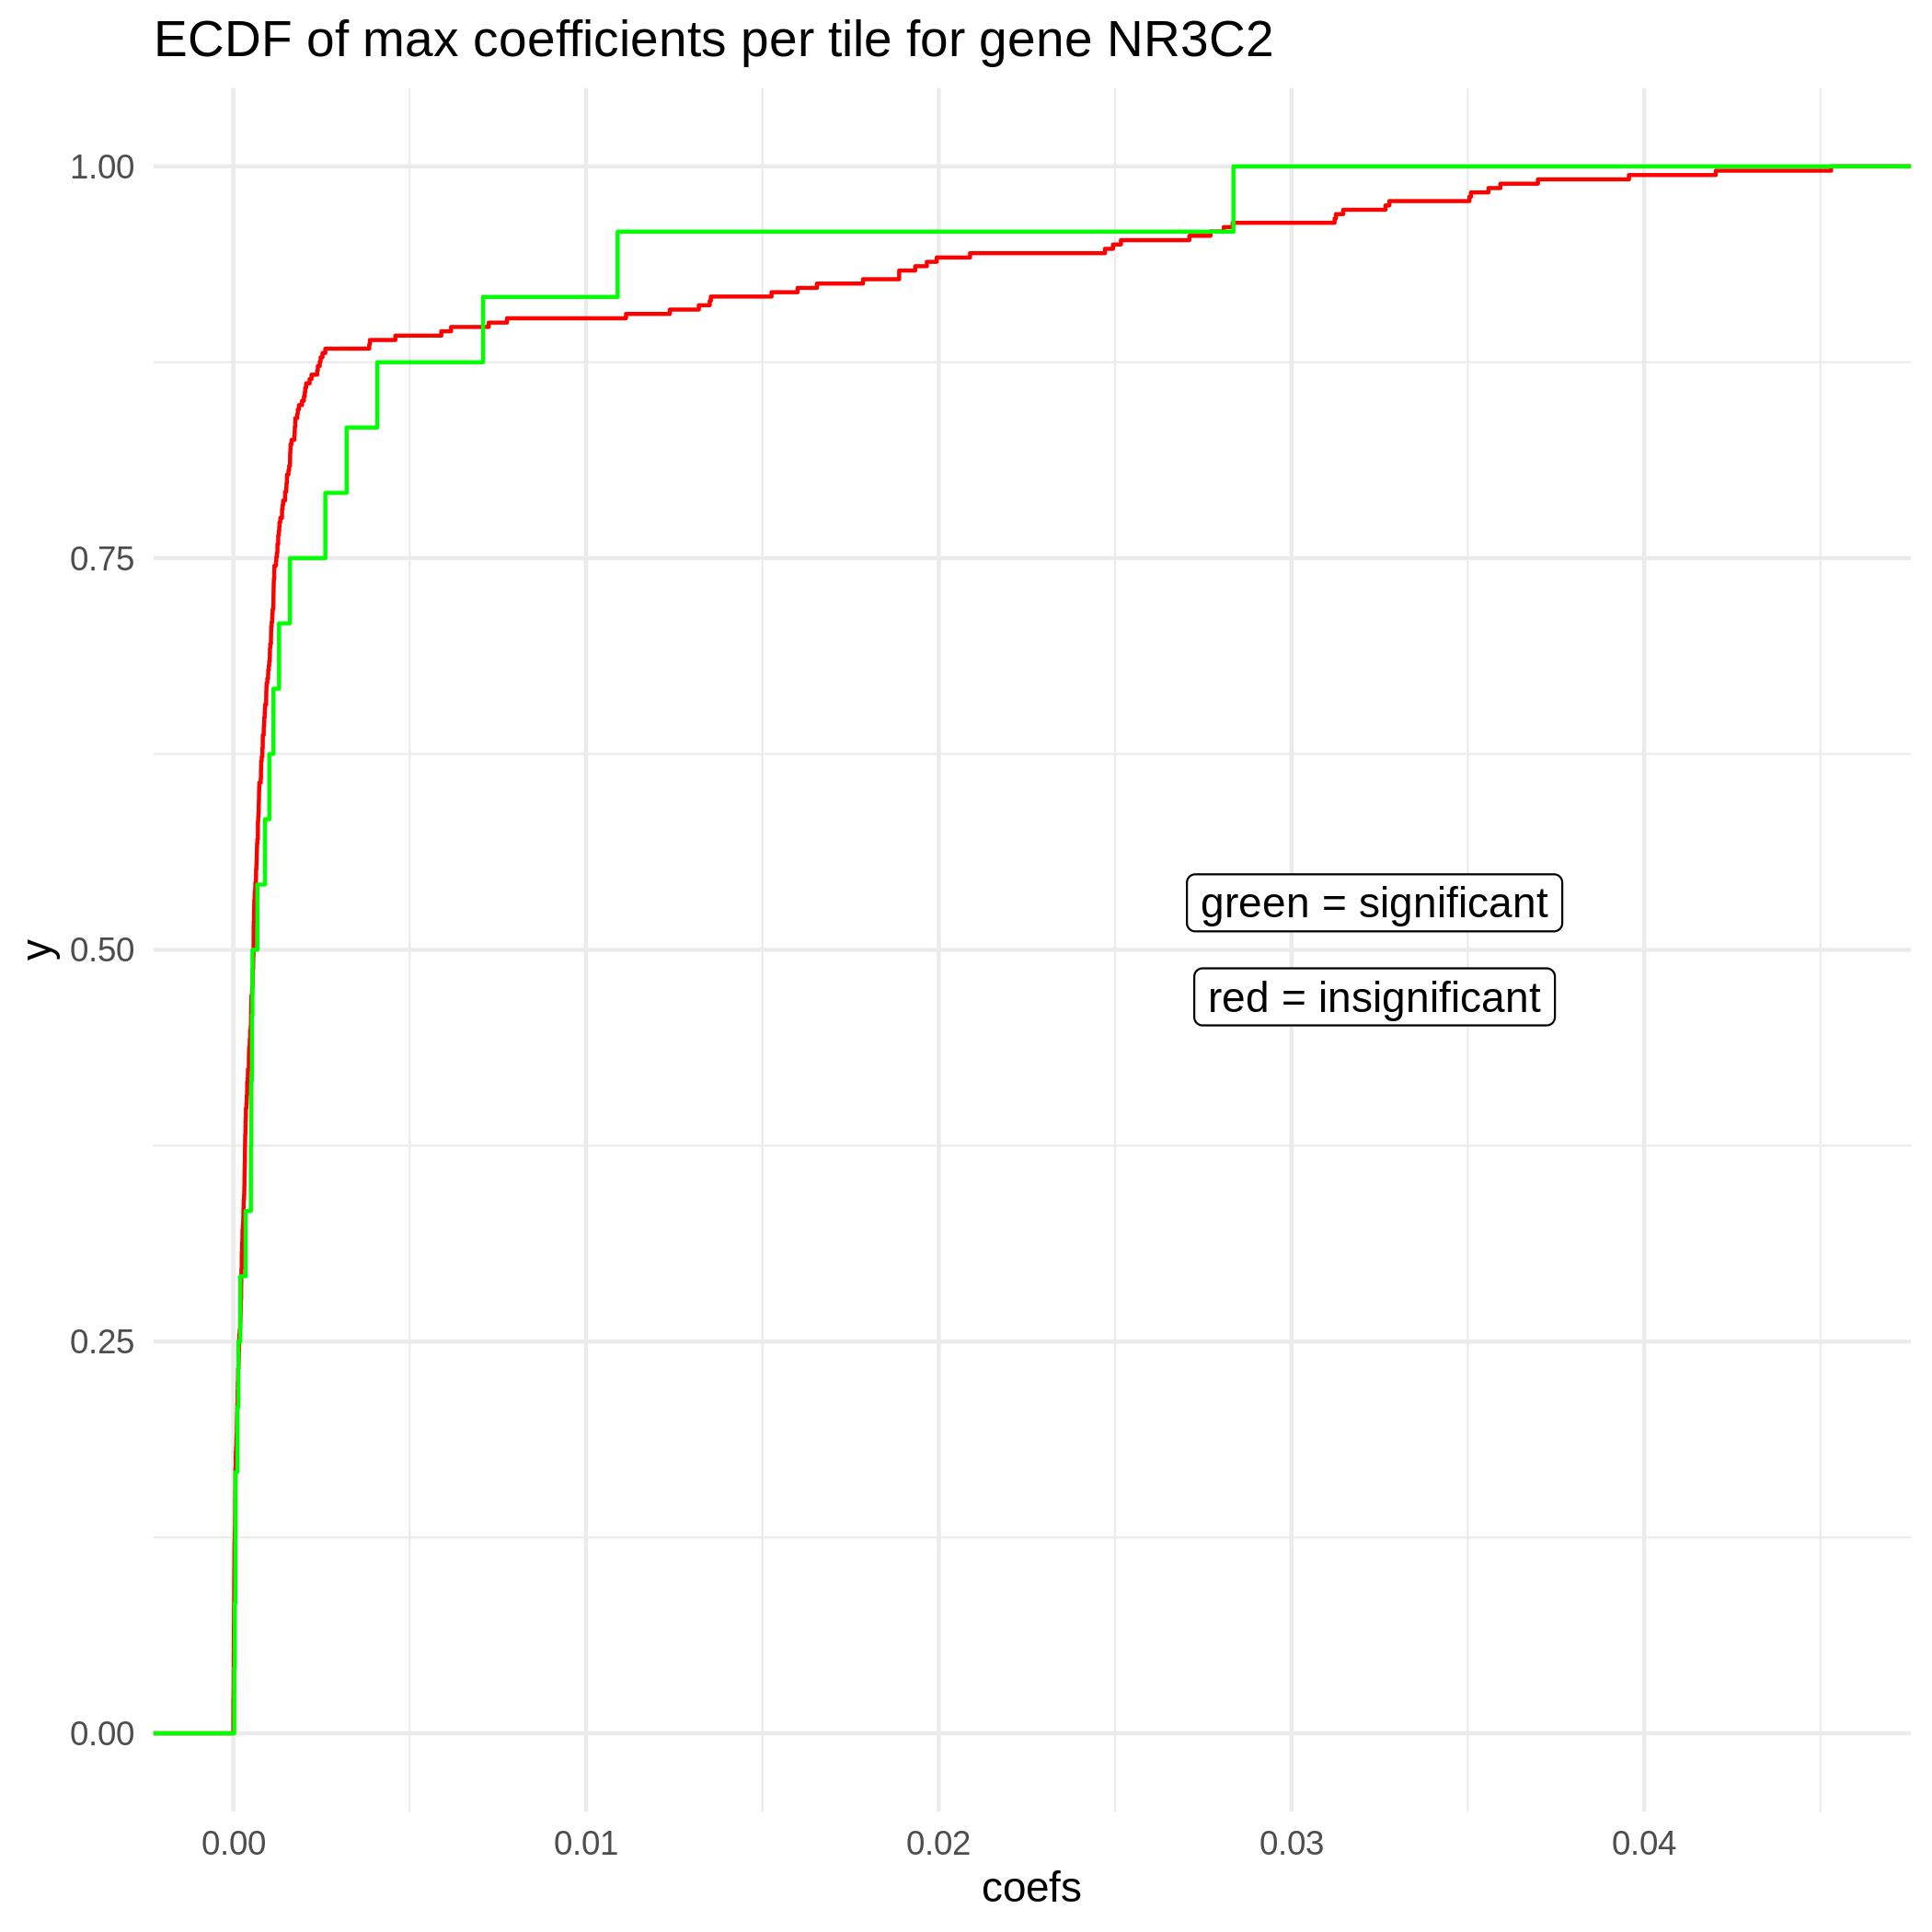 ECDF of max coefficients per tile for gene NR3C2
1.00
0.75
0.50
0.25
0.00
y
green = significant
red = insignificant
0.00 0.01 0.02 0.03 0.04
coefs